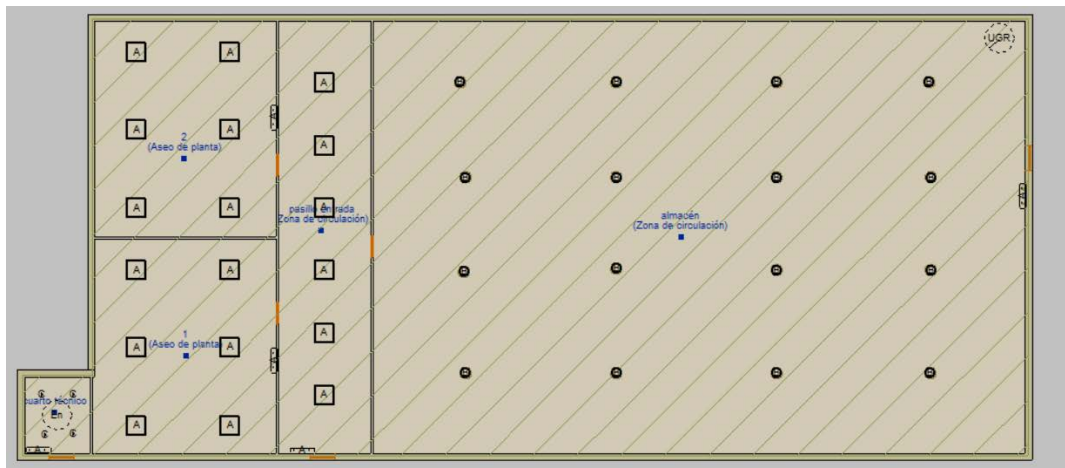 UGR
A A
A
A
A A
2
A
(Aseo de planta)
A
A A
pasillo entrada
A
Zona de circulación)
almacén
(Zona de circulación)
A A A
1
A
(Aseo de planta)
A A
A
A
uarto técnico
En
A A
A A